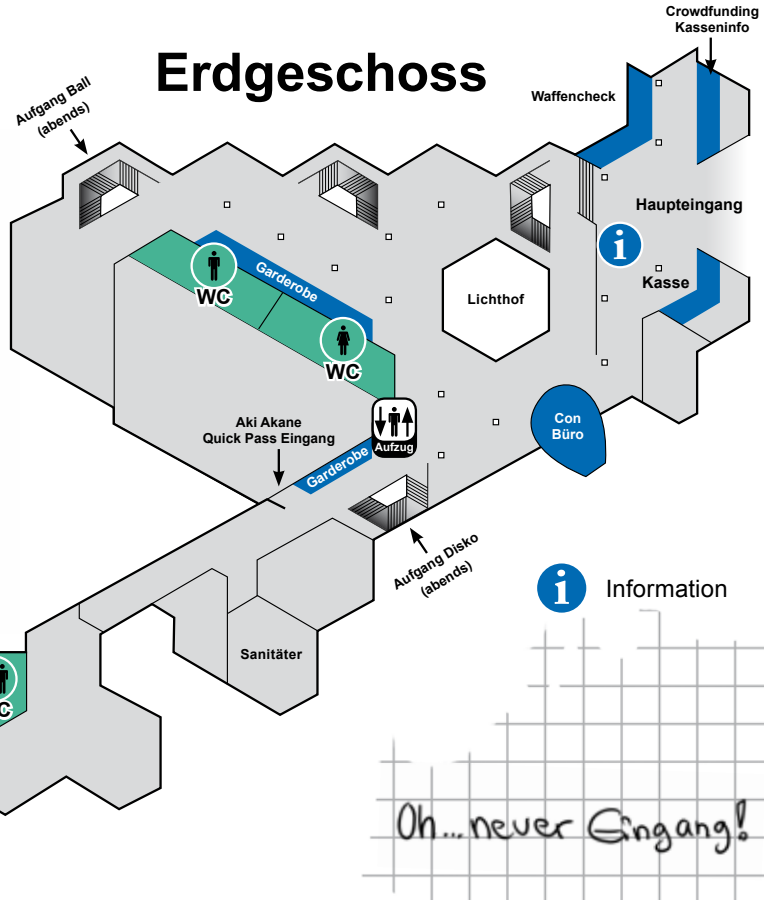 Crowdfunding
Kasseninfo
Erdgeschoss
Aufgang Ball
(abends)
Waffencheck
Haupteingang
i
Garderobe
WC
Kasse
Lichthof
WC
Aki Akane
Quick Pass Eingang
Con
Büro
Aufzug
Garderobe
Aufgang Disko
(abends)
i Information
Sanitäter
C
Oh... neuer Eingang!